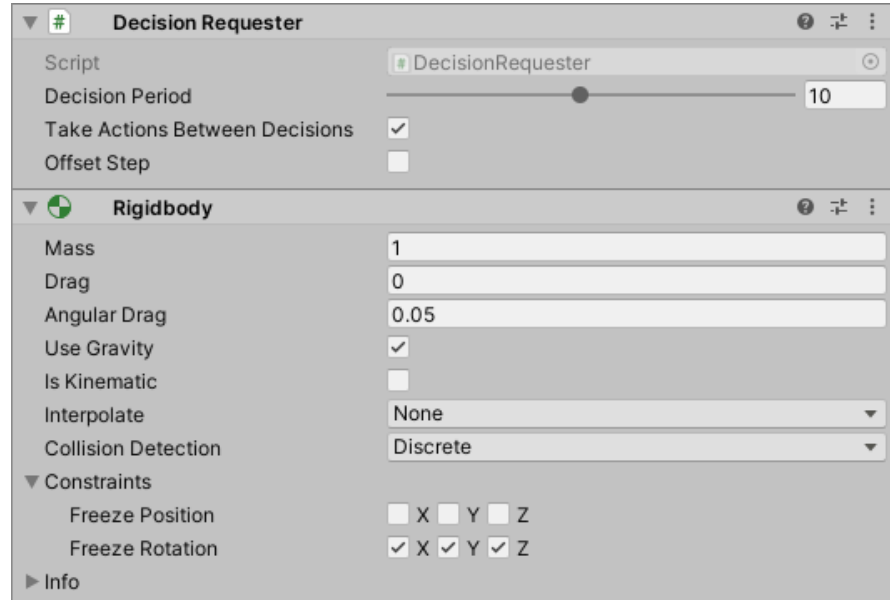 Decision Requester
Script DecisionRequester
Decision Period 10
Take Actions Between Decisions
Offset Step
Rigidbody
Mass 1
Drag 0
Angular Drag 0.05
Use Gravity
Is Kinematic
Interpolate None
Collision Detection Discrete
Constraints
Freeze Position X Y Z
Freeze Rotation X Y Z
Info